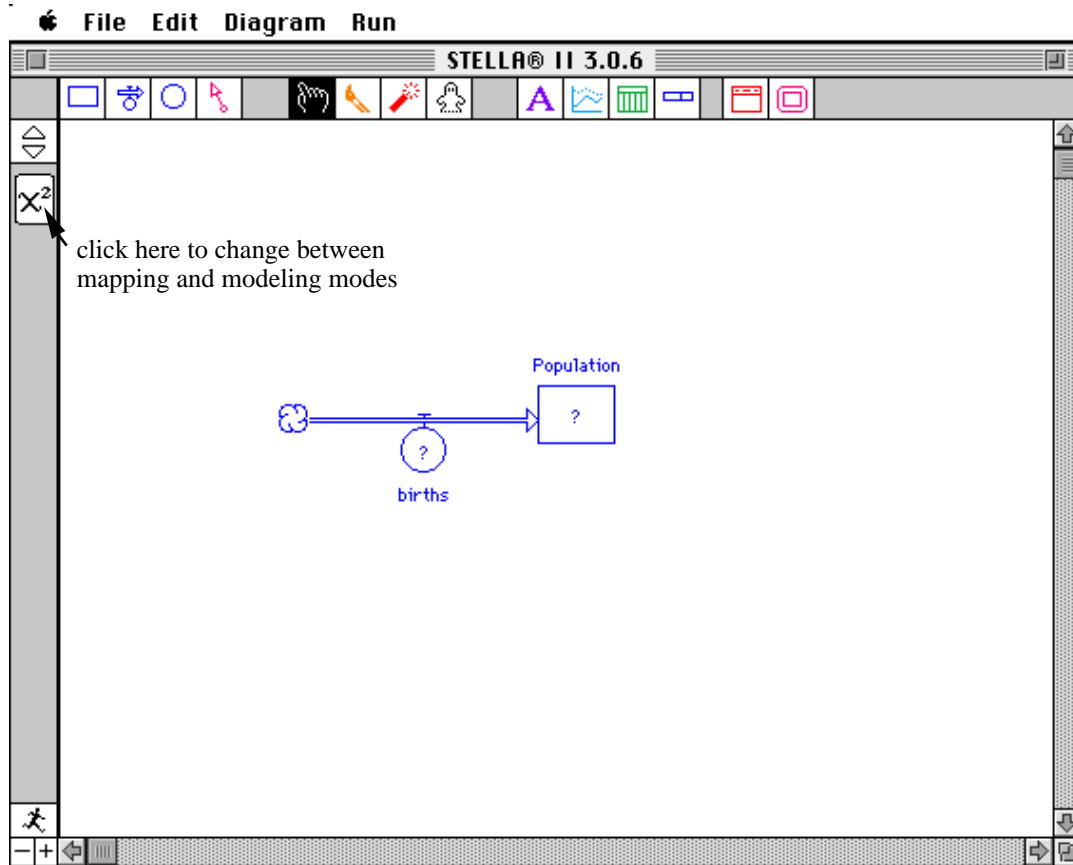 File Edit Diagram Run
STELLA® II 3.0.6
A
X²
click here to change between
mapping and modeling modes
Population
?
?
births
− +